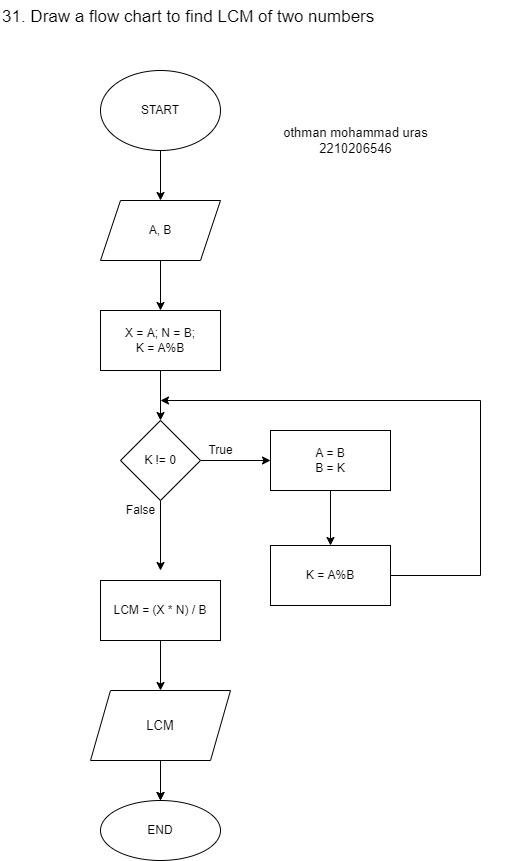 31. Draw a flow chart to find LCM of two numbers
START
othman mohammad uras
2210206546
A, B
X = A; N = B;
K = A%B
K != 0
True
A = B
B = K
False
K = A%B
LCM = (X * N) / B
LCM
END